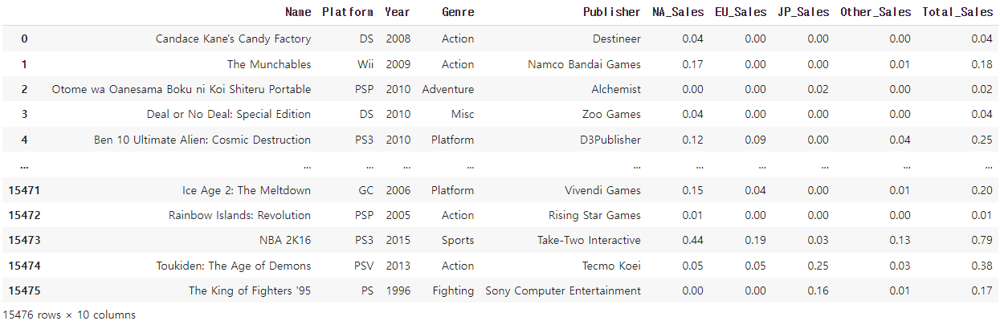 Name Platform Year Genre Publisher NA_Sales EU_Sales JP_Sales Other_Sales Total_Sales
0 Candace Kane's Candy Factory DS 2008 Action Destineer 0.04 0.00 0.00 0.00 0.04
1 The Munchables Wii 2009 Action Namco Bandai Games 0.17 0.00 0.00 0.01 0.18
2 Otome wa Oanesama Boku ni Koi Shiteru Portable PSP 2010 Adventure Alchemist 0.00 0.00 0.02 0.00 0.02
3 Deal or No Deal: Special Edition DS 2010 Misc Zoo Games 0.04 0.00 0.00 0.00 0.04
4 Ben 10 Ultimate Alien: Cosmic Destruction PS3 2010 Platform D3Publisher 0.12 0.09 0.00 0.04 0.25
... ... ... ... ... ... ... ... ... ... ...
15471 Ice Age 2: The Meltdown GC 2006 Platform Vivendi Games 0.15 0.04 0.00 0.01 0.20
15472 Rainbow Islands: Revolution PSP 2005 Action Rising Star Games 0.01 0.00 0.00 0.00 0.01
15473 NBA 2K16 PS3 2015 Sports Take-Two Interactive 0.44 0.19 0.03 0.13 0.79
15474 Toukiden: The Age of Demons PSV 2013 Action Tecmo Koei 0.05 0.05 0.25 0.03 0.38
15475 The King of Fighters '95 PS 1996 Fighting Sony Computer Entertainment 0.00 0.00 0.16 0.01 0.17
15476 rows × 10 columns